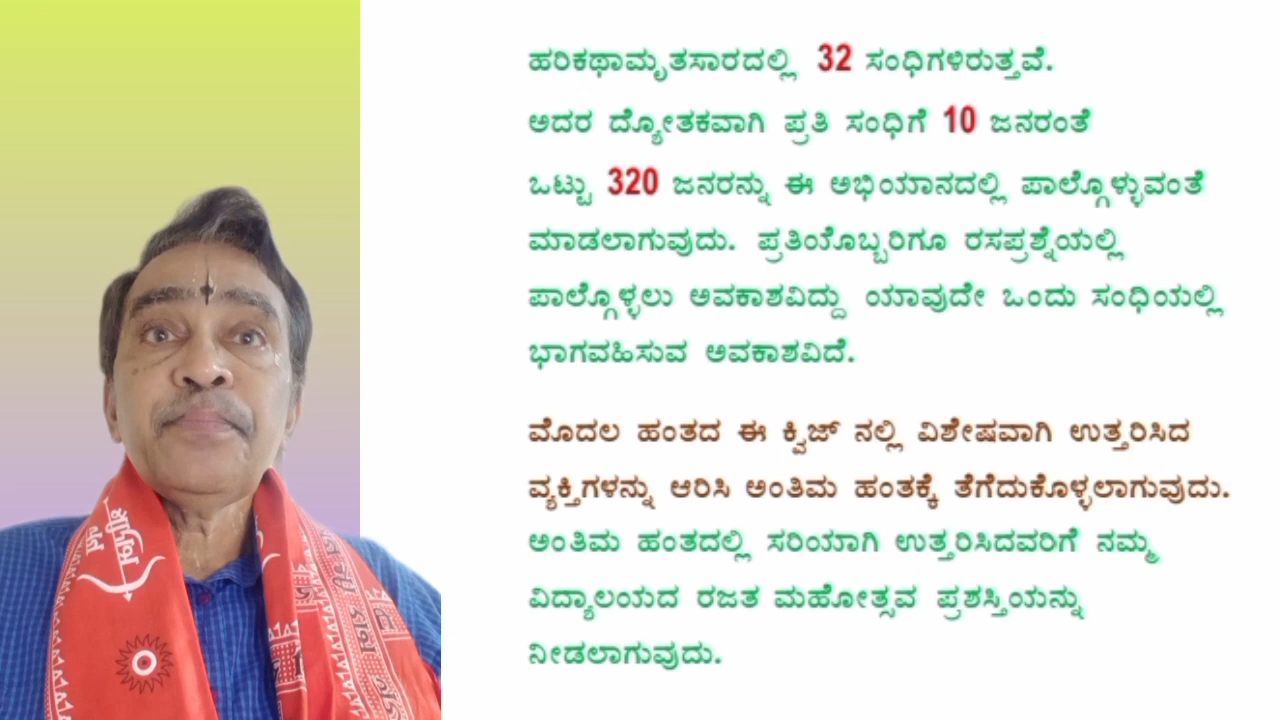 ಹರಿಕಥಾಮೃತಸಾರದಲ್ಲಿ 32 ಸಂಧಿಗಳಿರುತ್ತವೆ.
ಅದರ ದ್ಯೋತಕವಾಗಿ ಪ್ರತಿ ಸಂಧಿಗೆ 10 ಜನರಂತೆ
ಒಟ್ಟು 320 ಜನರನ್ನು ಈ ಅಭಿಯಾನದಲ್ಲಿ ಪಾಲ್ಗೊಳ್ಳುವಂತೆ
ಮಾಡಲಾಗುವುದು. ಪ್ರತಿಯೊಬ್ಬರಿಗೂ ರಸಪ್ರಶ್ನೆಯಲ್ಲಿ
ಪಾಲ್ಗೊಳ್ಳಲು ಅವಕಾಶವಿದ್ದು ಯಾವುದೇ ಒಂದು ಸಂಧಿಯಲ್ಲಿ
ಭಾಗವಹಿಸುವ ಅವಕಾಶವಿದೆ.
ಮೊದಲ ಹಂತದ ಈ ಕ್ವಿಜ್ ನಲ್ಲಿ ವಿಶೇಷವಾಗಿ ಉತ್ತರಿಸಿದ
ವ್ಯಕ್ತಿಗಳನ್ನು ಆರಿಸಿ ಅಂತಿಮ ಹಂತಕ್ಕೆ ತೆಗೆದುಕೊಳ್ಳಲಾಗುವುದು.
ಅಂತಿಮ ಹಂತದಲ್ಲಿ ಸರಿಯಾಗಿ ಉತ್ತರಿಸಿದವರಿಗೆ ನಮ್ಮ
ವಿದ್ಯಾಲಯದ ರಜತ ಮಹೋತ್ಸವ ಪ್ರಶಸ್ತಿಯನ್ನು
ನೀಡಲಾಗುವುದು.